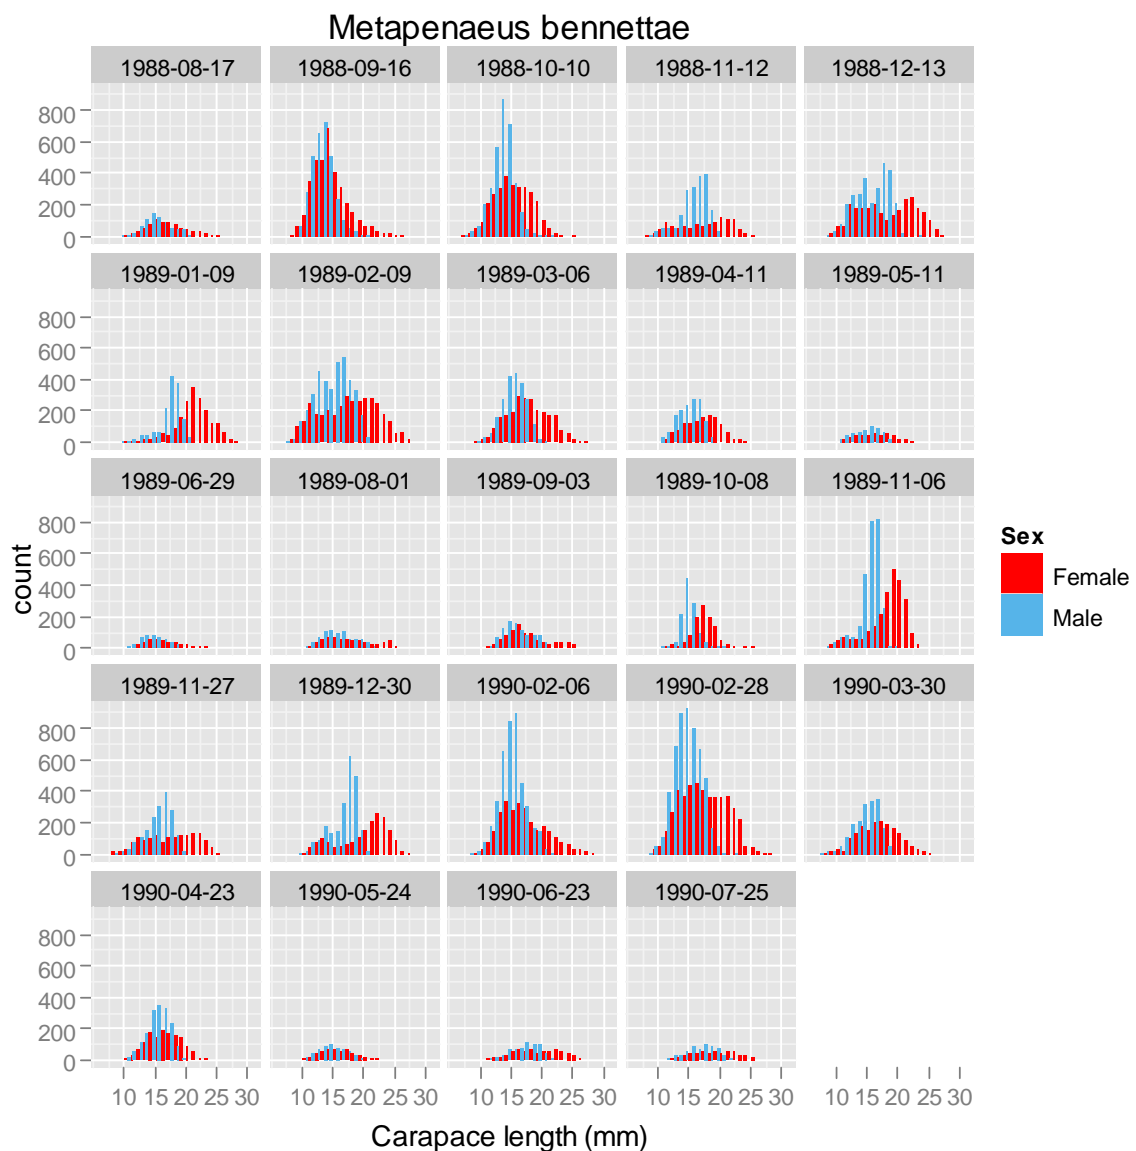 Metapenaeus bennettae
1988-08-17 1988-09-16 1988-10-10 1988-11-12 1988-12-13
800
600
400
200
0
1989-01-09 1989-02-09 1989-03-06 1989-04-11 1989-05-11
800
600
400
200
0
1989-06-29 1989-08-01 1989-09-03 1989-10-08 1989-11-06
800
600
400
200
0
count
Sex
Female
Male
1989-11-27 1989-12-30 1990-02-06 1990-02-28 1990-03-30
800
600
400
200
0
1990-04-23 1990-05-24 1990-06-23 1990-07-25
800
600
400
200
0
10 15 20 25 30 10 15 20 25 30 10 15 20 25 30 10 15 20 25 30 10 15 20 25 30
Carapace length (mm)